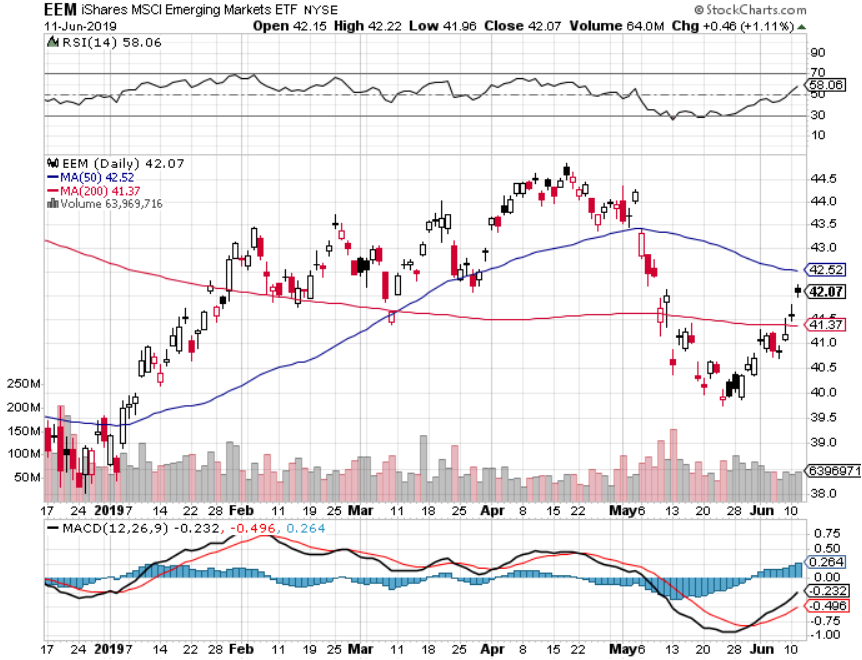 EEM iShares MSCI Emerging Markets ETF NYSE © StockCharts.com
11-Jun-2019 Open 42.15 High 42.22 Low 41.96 Close 42.07 Volume 64.0M Chg +0.46 (+1.11%)
RSI(14) 58.06
90
70
58.06
50
30
10
EEM (Daily) 42.07
MA(50) 42.52
MA(200) 41.37
Volume 63,969,716
44.5
44.0
43.5
43.0
42.52
42.07
41.5
41.37
41.0
40.5
250M 40.0
200M
39.5
150M
39.0
100M
50M 6396971
38.0
17 24 2019 7 14 22 28 Feb 11 19 25 Mar 11 18 25 Apr 8 15 22 May 6 13 20 28 Jun 10
MACD(12,26,9) -0.232, -0.496, 0.264
0.75
0.50
0.264
0.00
-0.232
-0.496
-0.75
-1.00
17 24 2019 7 14 22 28 Feb 11 19 25 Mar 11 18 25 Apr 8 15 22 May 6 13 20 28 Jun 10